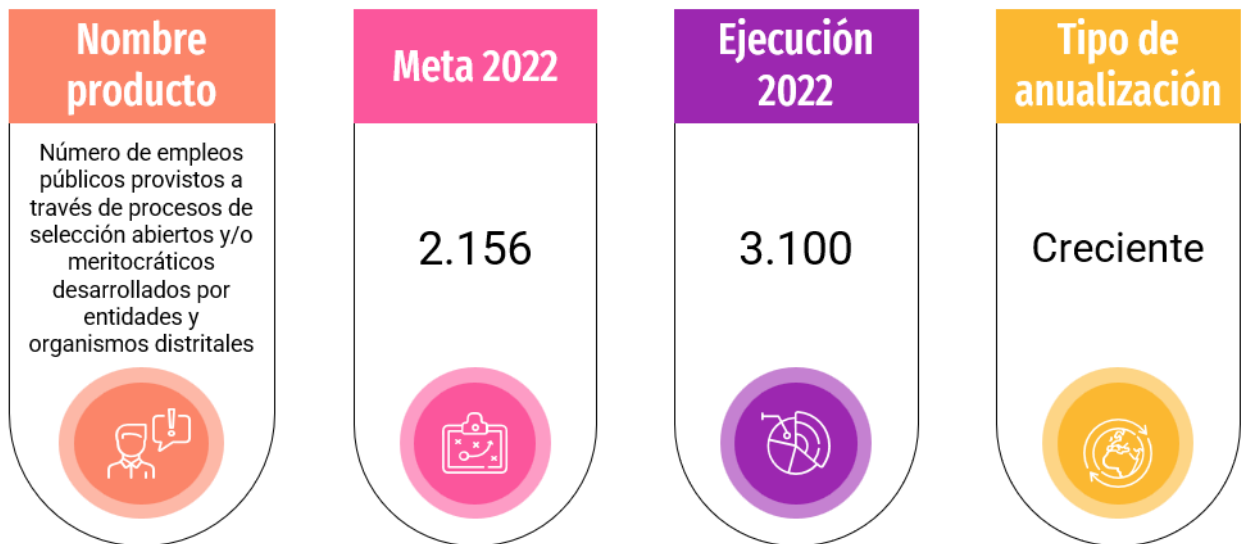 Nombre
producto
Número de empleos
públicos provistos a
través de procesos de
selección abiertos y/o
meritocráticos
desarrollados por
entidades y
organismos distritales
Meta 2022
2.156
Ejecución
2022
3.100
Tipo de
anualización
Creciente